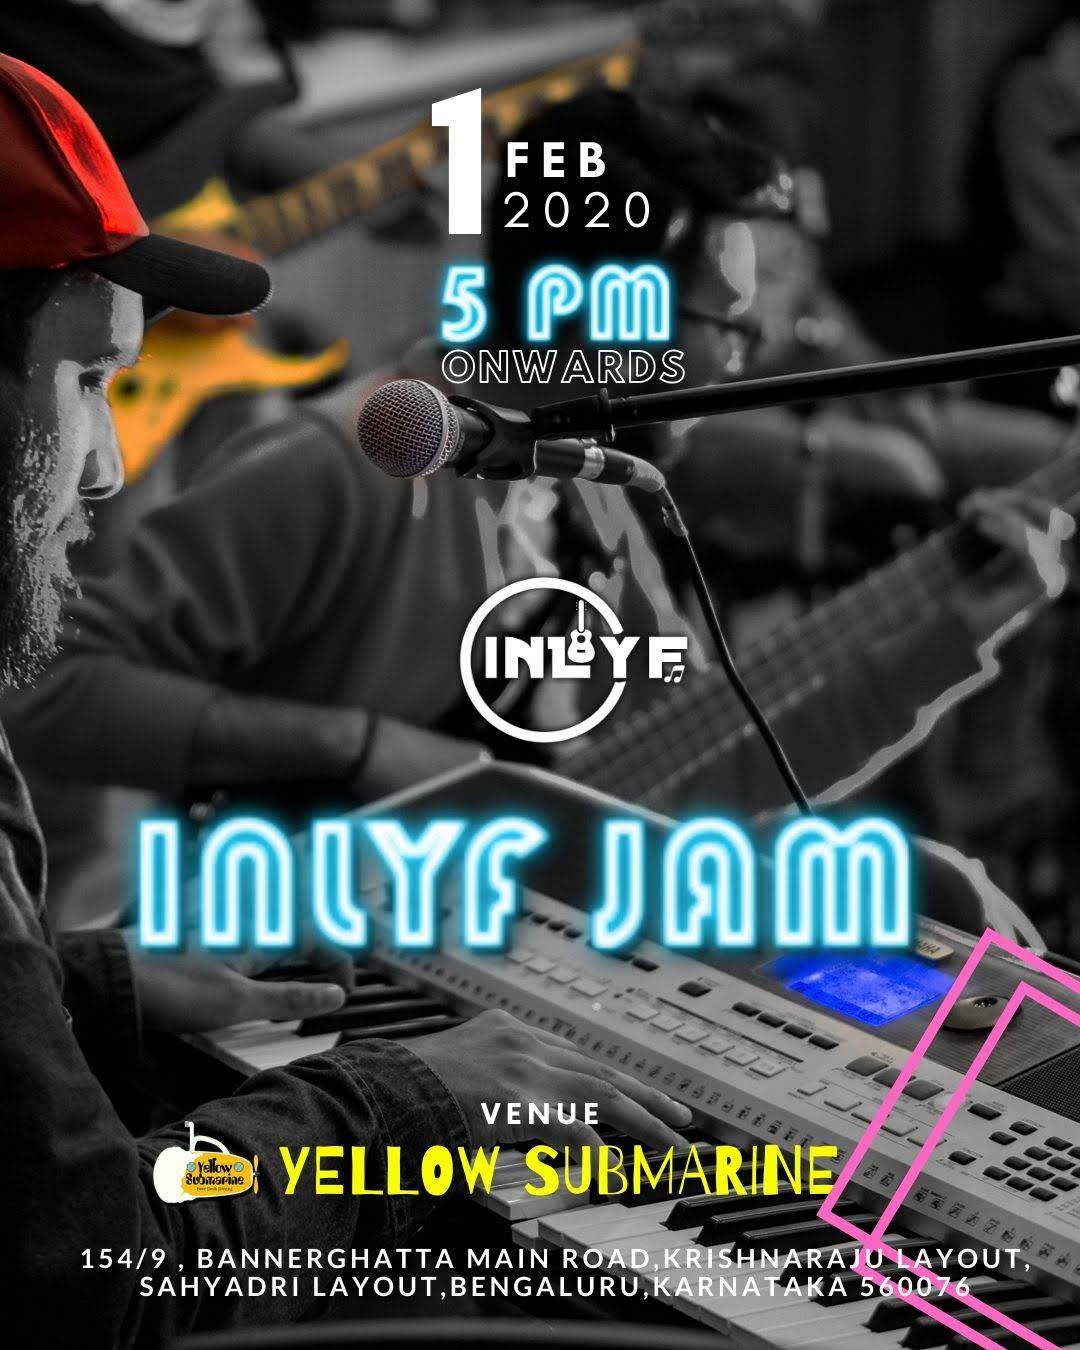 1 FEB
2020
5 PM
ONWARDS
INLYF
INLYF JAM
VENUE
Yellow
Submarine
YELLOW SUBMARINE
154/9 , BANNERGHATTA MAIN ROAD,KRISHNARAJU LAYOUT,
SAHYADRI LAYOUT,BENGALURU,KARNATAKA 560076